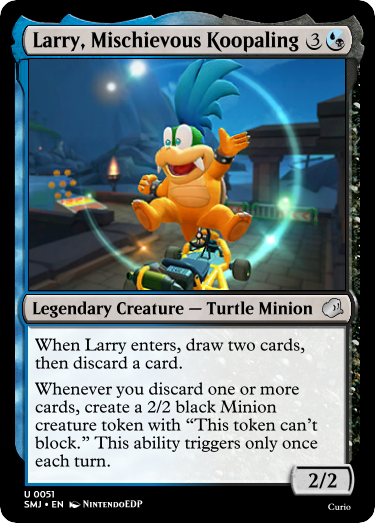 Larry, Mischievous Koopaling 3
Legendary Creature — Turtle Minion
When Larry enters, draw two cards,
then discard a card.
Whenever you discard one or more
cards, create a 2/2 black Minion
creature token with “This token can’t
block.” This ability triggers only once
each turn.
2/2
U 0051
SMJ • EN NintendoEDP
Curio